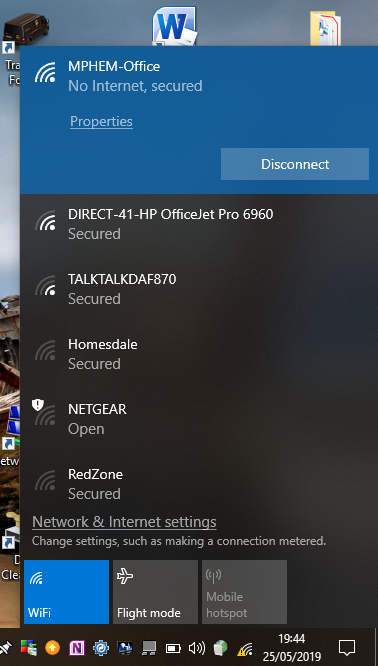 Tra
Fo
W
MPHEM-Office
No Internet, secured
Properties
Disconnect
DIRECT-41-HP OfficeJet Pro 6960
Secured
TALKTALKDAF870
Secured
Homesdale
Secured
NETGEAR
Open
RedZone
Secured
etw
D
Clea
Network & Internet settings
Change settings, such as making a connection metered.
WiFi
Flight mode
Mobile
hotspot
N
19:44
25/05/2019